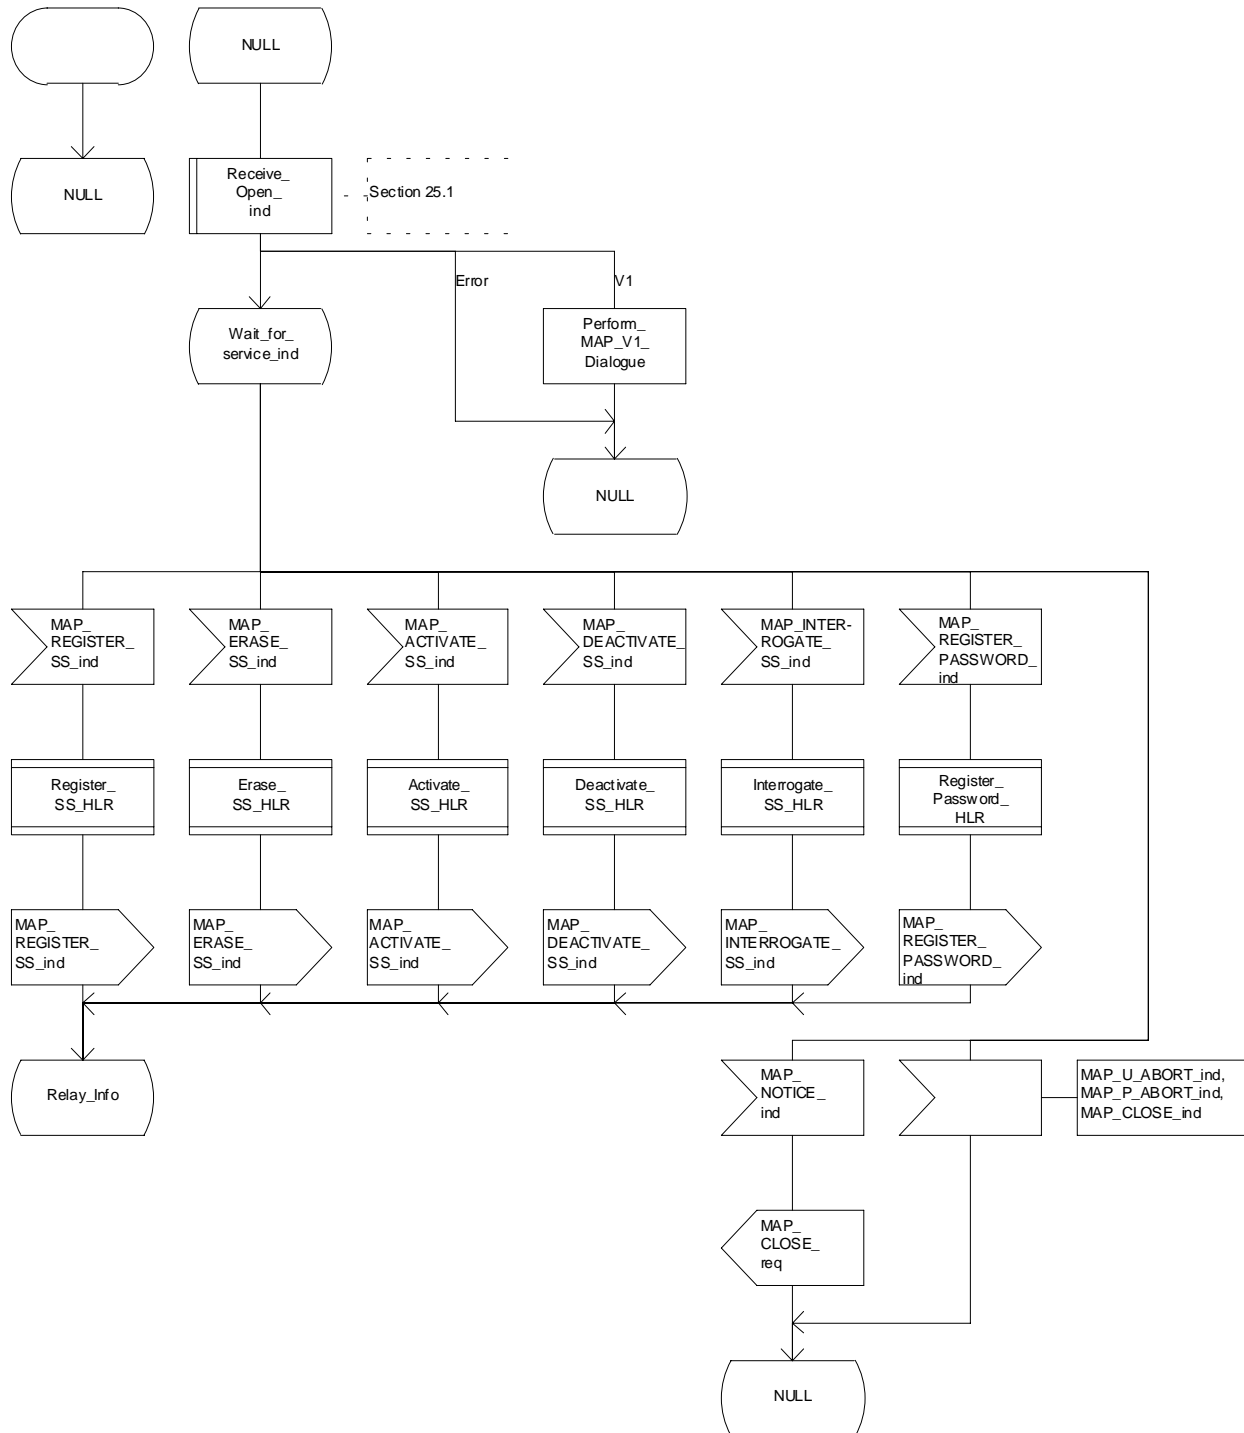 NULL
NULL
Receive_
Open_
ind
Section 25.1
Error
V1
Wait_for_
service_ind
Perform_
MAP_V1_
Dialogue
NULL
MAP_
REGISTER_
SS_ind
MAP_
ERASE_
SS_ind
MAP_
ACTIVATE_
SS_ind
MAP_
DEACTIVATE_
SS_ind
MAP_INTER-
ROGATE_
SS_ind
MAP_
REGISTER_
PASSWORD_
ind
Register_
SS_HLR
Erase_
SS_HLR
Activate_
SS_HLR
Deactivate_
SS_HLR
Interrogate_
SS_HLR
Register_
Password_
HLR
MAP_
REGISTER_
SS_ind
MAP_
ERASE_
SS_ind
MAP_
ACTIVATE_
SS_ind
MAP_
DEACTIVATE_
SS_ind
MAP_
INTERROGATE_
SS_ind
MAP_
REGISTER_
PASSWORD_
ind
Relay_Info
MAP_
NOTICE_
ind
MAP_U_ABORT_ind,
MAP_P_ABORT_ind,
MAP_CLOSE_ind
MAP_
CLOSE_
req
NULL